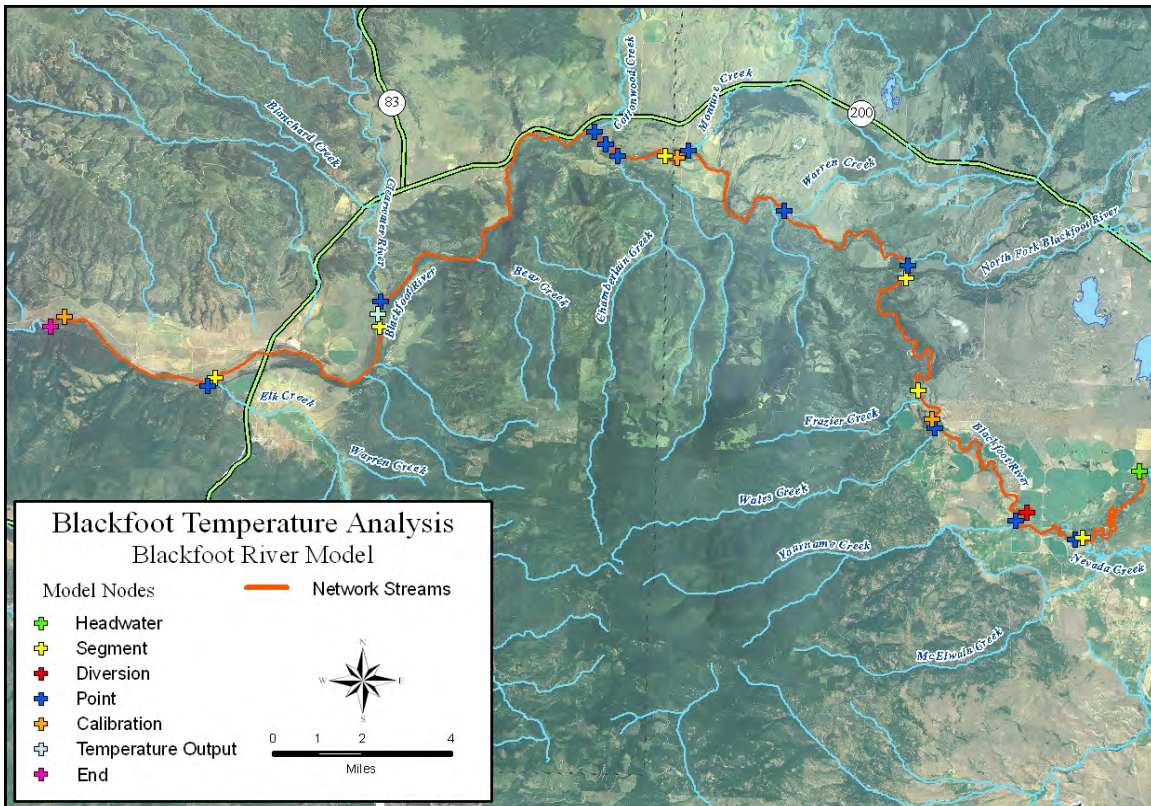 Cottonwood Creek
Monture Creek
83
200
Blanchard Creek
Clearwater River
Warren Creek
North Fork Blackfoot River
Bear Creek
Chamberlain Creek
Blackfoot River
Elk Creek
Warren Creek
Frazier Creek
Blackfoot River
Wales Creek
Yourname Creek
Nevada Creek
McElwain Creek
Blackfoot Temperature Analysis
Blackfoot River Model
Model Nodes
Network Streams
Headwater
Segment
Diversion
Point
Calibration
Temperature Output
End
N
W E
S
0 1 2 4
Miles